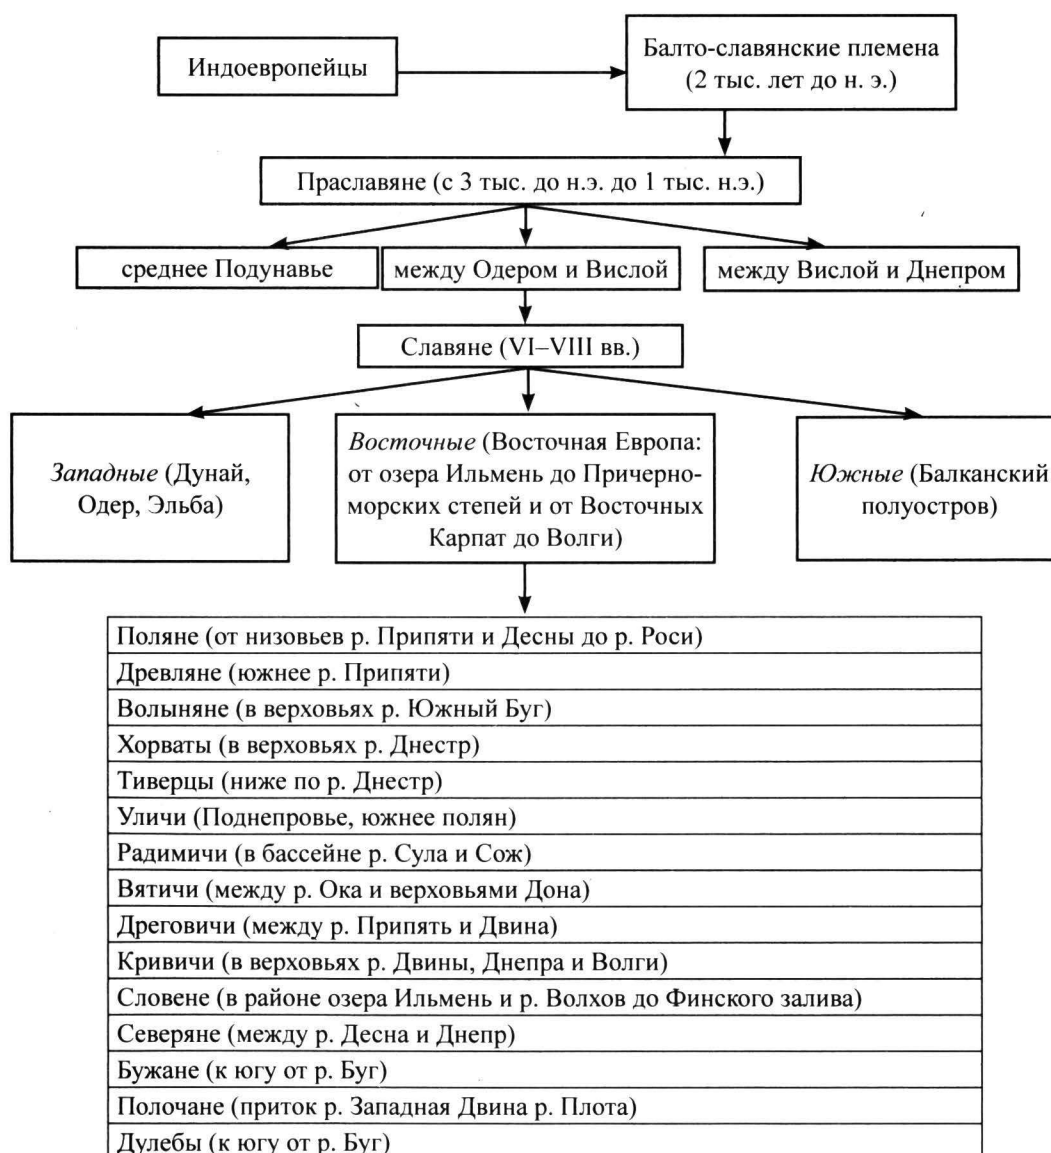 Индоевропейцы
Балто-славянские племена
(2 тыс. лет до н. э.)
Праславяне (с 3 тыс. до н.э. до 1 тыс. н.э.)
среднее Подунавье
между Одером и Вислой
между Вислой и Днепром
Славяне (VI–VIII вв.)
Западные (Дунай,
Одер, Эльба)
Восточные (Восточная Европа:
от озера Ильмень до Причерно-
морских степей и от Восточных
Карпат до Волги)
Южные (Балканский
полуостров)
Поляне (от низовьев р. Припяти и Десны до р. Роси)
Древляне (южнее р. Припяти)
Волыняне (в верховьях р. Южный Буг)
Хорваты (в верховьях р. Днестр)
Тиверцы (ниже по р. Днестр)
Уличи (Поднепровье, южнее полян)
Радимичи (в бассейне р. Сула и Сож)
Вятичи (между р. Ока и верховьями Дона)
Дреговичи (между р. Припять и Двина)
Кривичи (в верховьях р. Двины, Днепра и Волги)
Словене (в районе озера Ильмень и р. Волхов до Финского залива)
Северяне (между р. Десна и Днепр)
Бужане (к югу от р. Буг)
Полочане (приток р. Западная Двина р. Плота)
Дулебы (к югу от р. Буг)